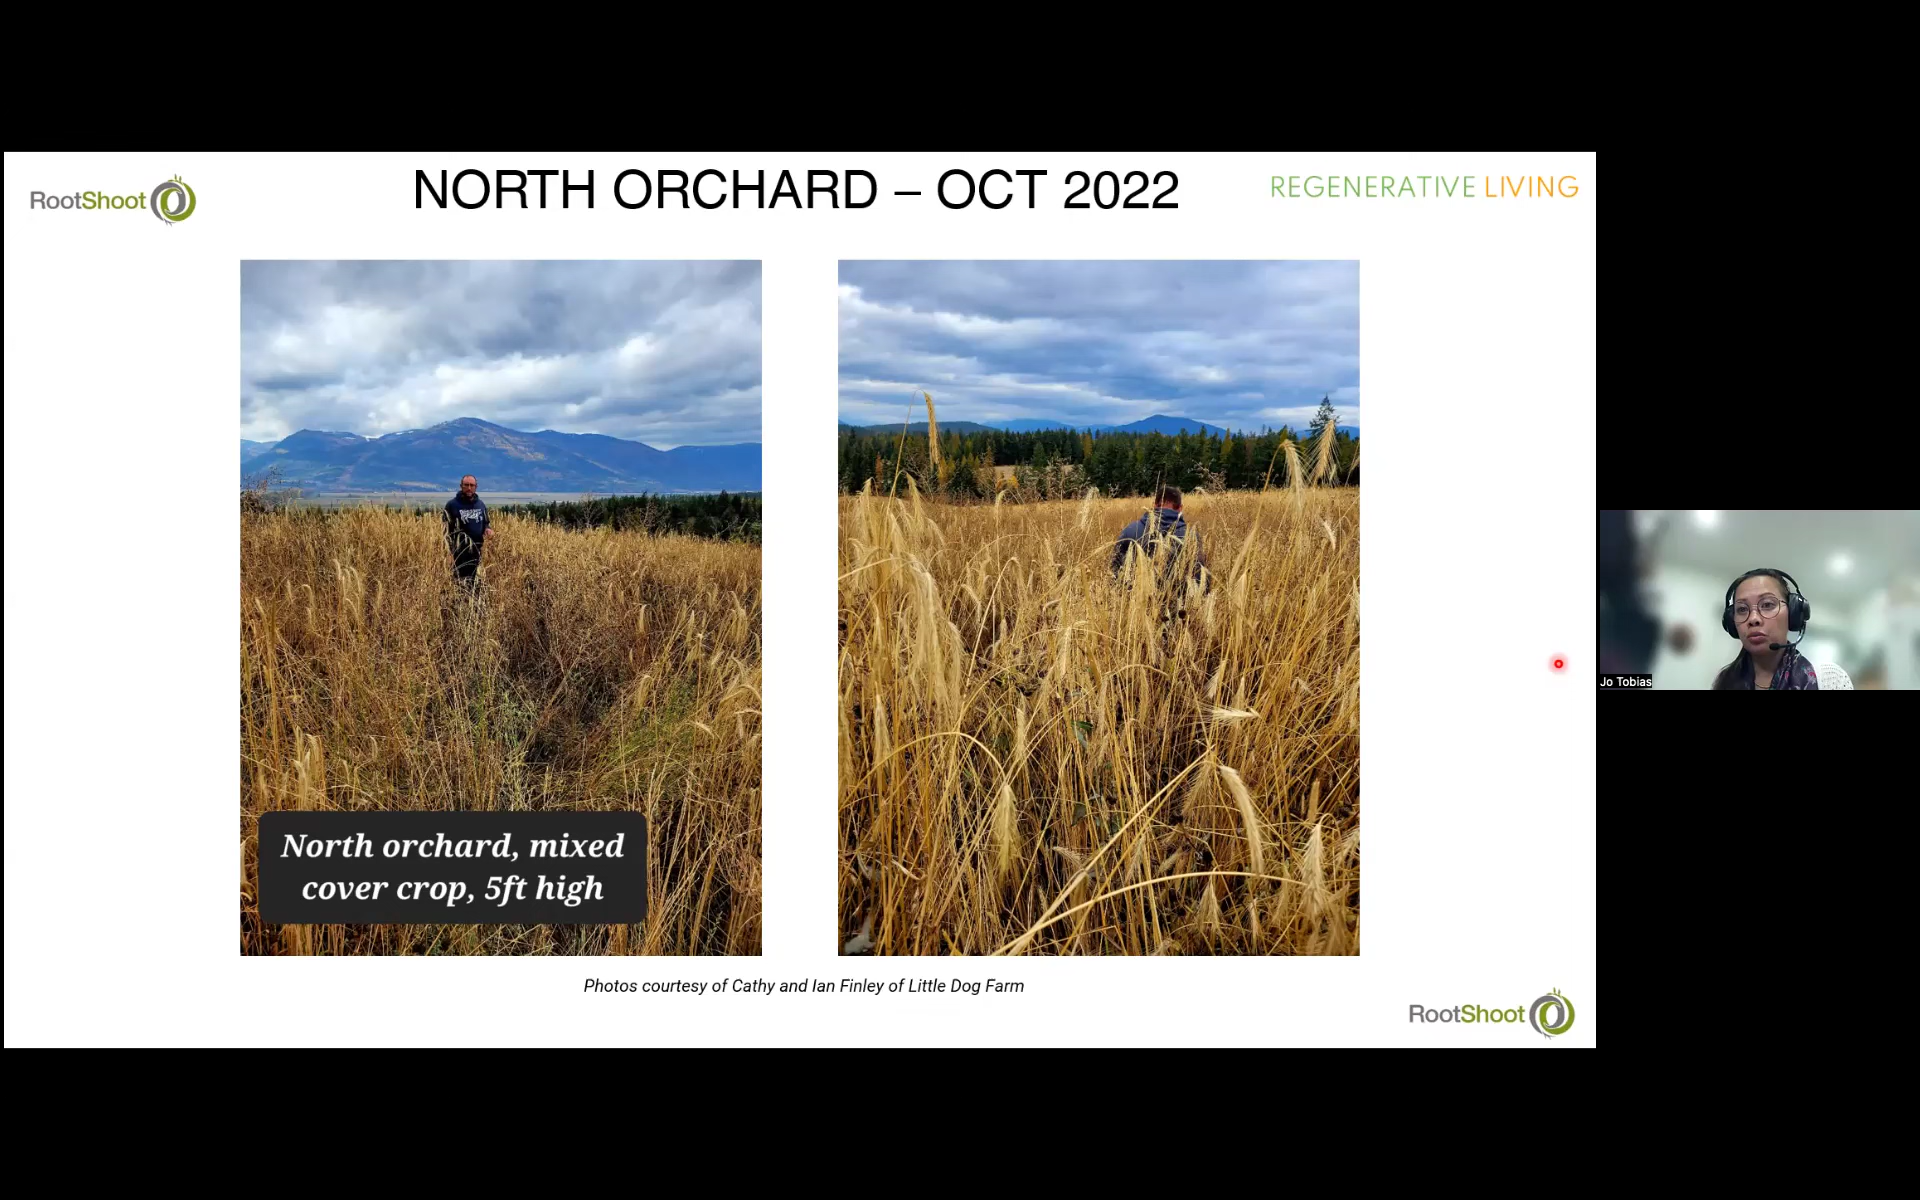 RootShoot
NORTH ORCHARD – OCT 2022
REGENERATIVE LIVING
North orchard, mixed
cover crop, 5ft high
Photos courtesy of Cathy and Ian Finley of Little Dog Farm
RootShoot
Jo Tobias